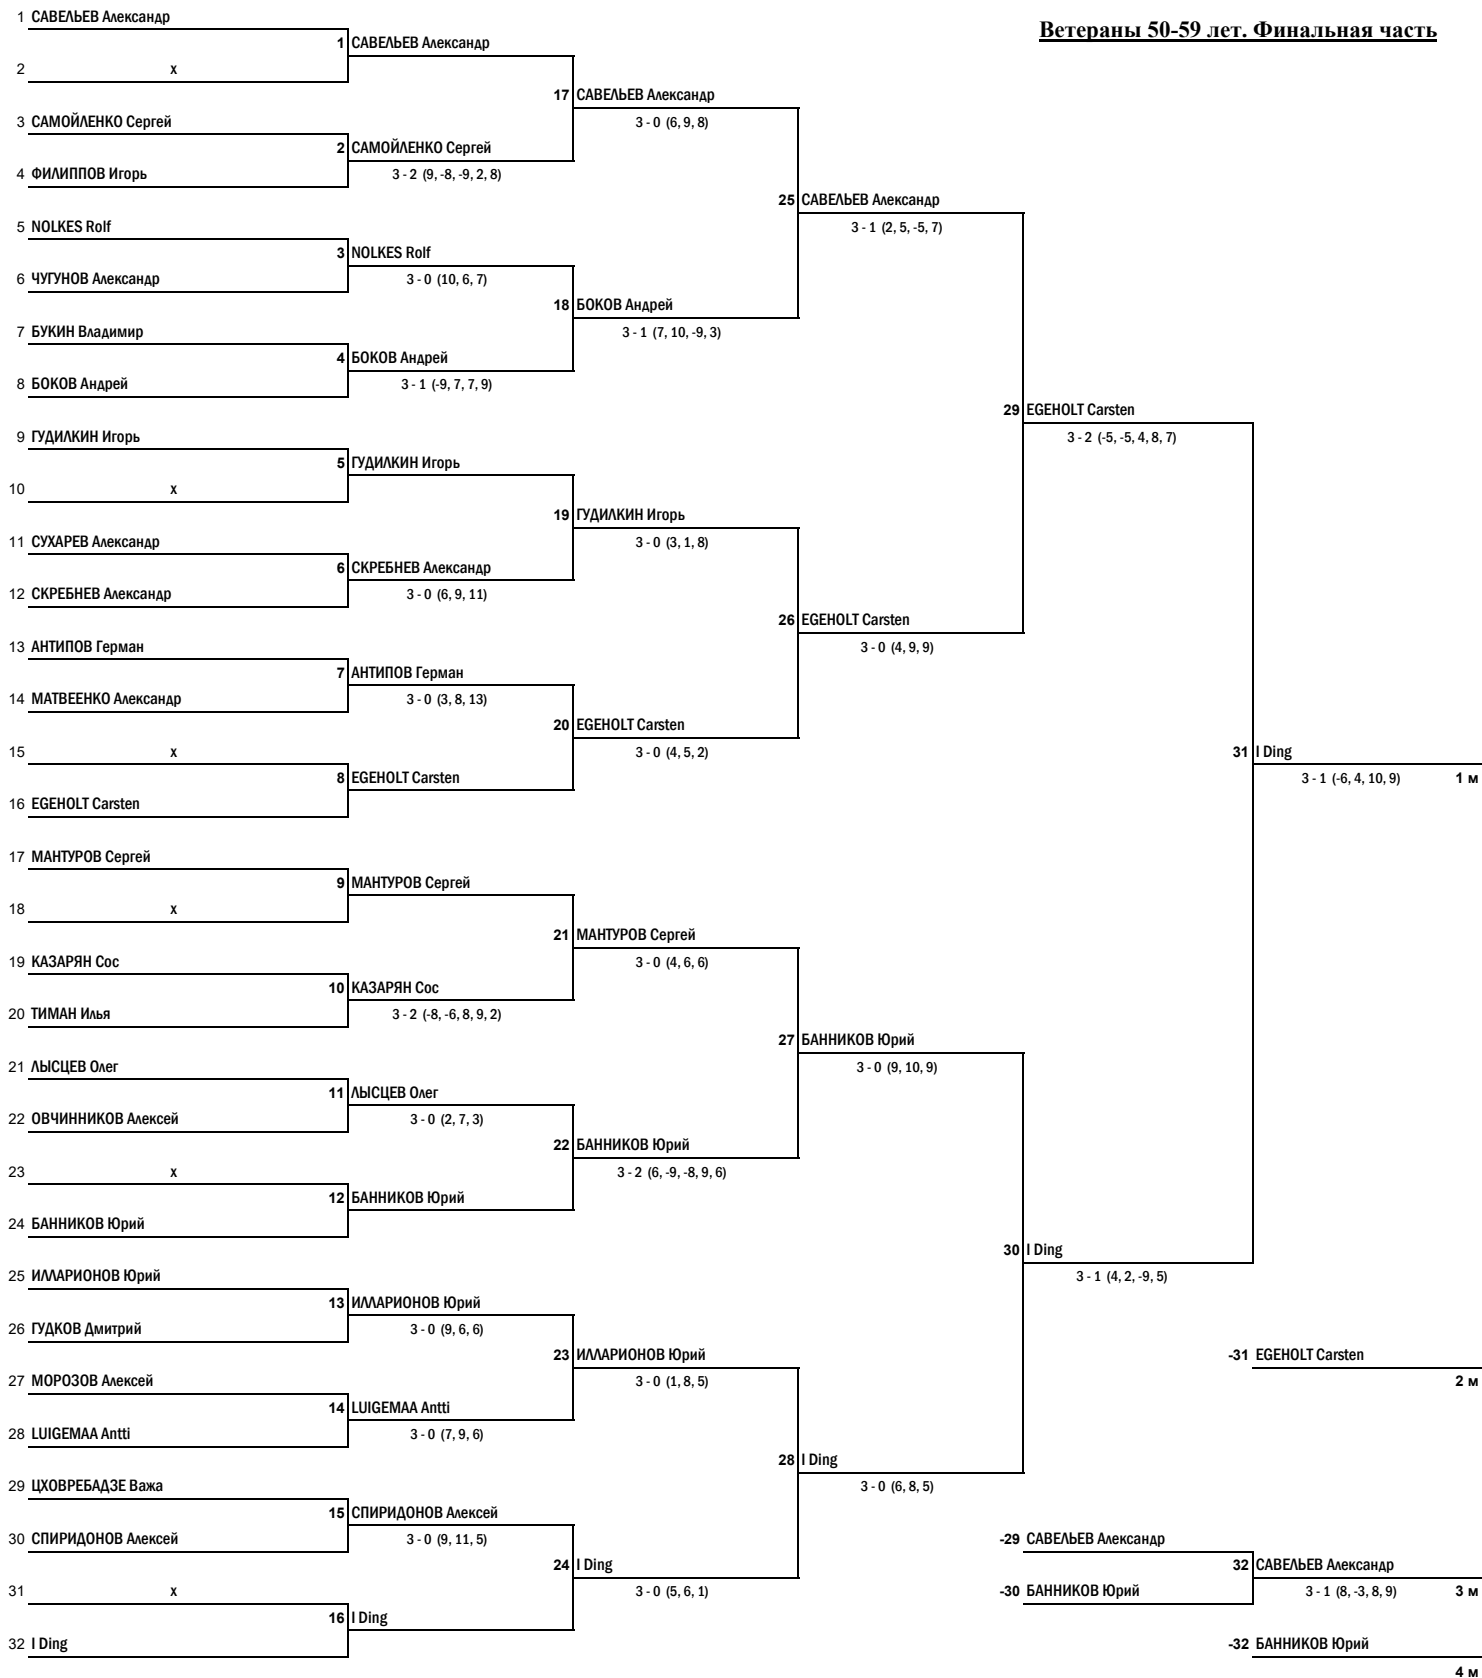 Ветераны 50-59 лет. Финальная часть
1 САВЕЛЬЕВ Александр
1 САВЕЛЬЕВ Александр
2 x
17 САВЕЛЬЕВ Александр
3 - 0 (6, 9, 8)
3 САМОЙЛЕНКО Сергей
2 САМОЙЛЕНКО Сергей
3 - 2 (9, -8, -9, 2, 8)
4 ФИЛИППОВ Игорь
25 САВЕЛЬЕВ Александр
3 - 1 (2, 5, -5, 7)
5 NOLKES Rolf
3 NOLKES Rolf
3 - 0 (10, 6, 7)
6 ЧУГУНОВ Александр
18 БОКОВ Андрей
3 - 1 (7, 10, -9, 3)
7 БУКИН Владимир
4 БОКОВ Андрей
3 - 1 (-9, 7, 7, 9)
8 БОКОВ Андрей
29 EGEHOLT Carsten
3 - 2 (-5, -5, 4, 8, 7)
9 ГУДИЛКИН Игорь
5 ГУДИЛКИН Игорь
10 x
19 ГУДИЛКИН Игорь
3 - 0 (3, 1, 8)
11 СУХАРЕВ Александр
6 СКРЕБНЕВ Александр
3 - 0 (6, 9, 11)
12 СКРЕБНЕВ Александр
26 EGEHOLT Carsten
3 - 0 (4, 9, 9)
13 АНТИПОВ Герман
7 АНТИПОВ Герман
3 - 0 (3, 8, 13)
14 МАТВЕЕНКО Александр
20 EGEHOLT Carsten
3 - 0 (4, 5, 2)
15 x
8 EGEHOLT Carsten
16 EGEHOLT Carsten
31 I Ding
3 - 1 (-6, 4, 10, 9) 1 м
17 МАНТУРОВ Сергей
9 МАНТУРОВ Сергей
18 x
21 МАНТУРОВ Сергей
3 - 0 (4, 6, 6)
19 КАЗАРЯН Сос
10 КАЗАРЯН Сос
3 - 2 (-8, -6, 8, 9, 2)
20 ТИМАН Илья
27 БАННИКОВ Юрий
3 - 0 (9, 10, 9)
21 ЛЫСЦЕВ Олег
11 ЛЫСЦЕВ Олег
3 - 0 (2, 7, 3)
22 ОВЧИННИКОВ Алексей
22 БАННИКОВ Юрий
3 - 2 (6, -9, -8, 9, 6)
23 x
12 БАННИКОВ Юрий
24 БАННИКОВ Юрий
30 I Ding
3 - 1 (4, 2, -9, 5)
25 ИЛЛАРИОНОВ Юрий
13 ИЛЛАРИОНОВ Юрий
3 - 0 (9, 6, 6)
26 ГУДКОВ Дмитрий
23 ИЛЛАРИОНОВ Юрий
3 - 0 (1, 8, 5)
-31 EGEHOLT Carsten
2 м
27 МОРОЗОВ Алексей
14 LUIGEMAA Antti
3 - 0 (7, 9, 6)
28 LUIGEMAA Antti
28 I Ding
3 - 0 (6, 8, 5)
29 ЦХОВРЕБАДЗЕ Важа
15 СПИРИДОНОВ Алексей
3 - 0 (9, 11, 5)
30 СПИРИДОНОВ Алексей
24 I Ding
3 - 0 (5, 6, 1)
31 x
16 I Ding
32 I Ding
-29 САВЕЛЬЕВ Александр
32 САВЕЛЬЕВ Александр
3 - 1 (8, -3, 8, 9) 3 м
-30 БАННИКОВ Юрий
-32 БАННИКОВ Юрий
4 м